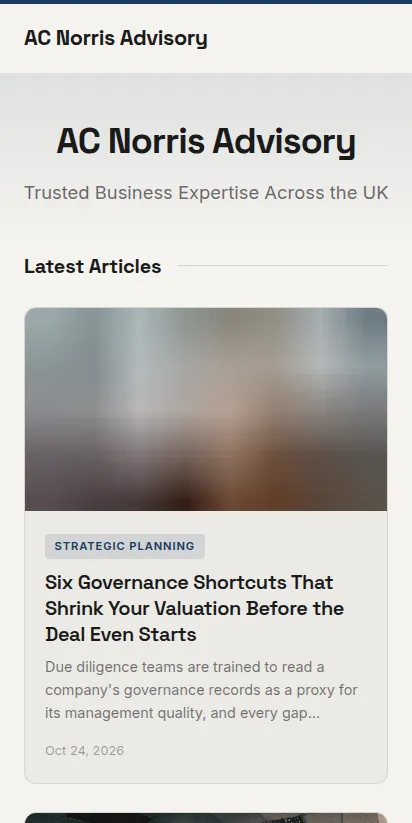 AC Norris Advisory
AC Norris Advisory
Trusted Business Expertise Across the UK
Latest Articles
STRATEGIC PLANNING
Six Governance Shortcuts That
Shrink Your Valuation Before the
Deal Even Starts
Due diligence teams are trained to read a
company's governance records as a proxy for
its management quality, and every gap...
Oct 24, 2026